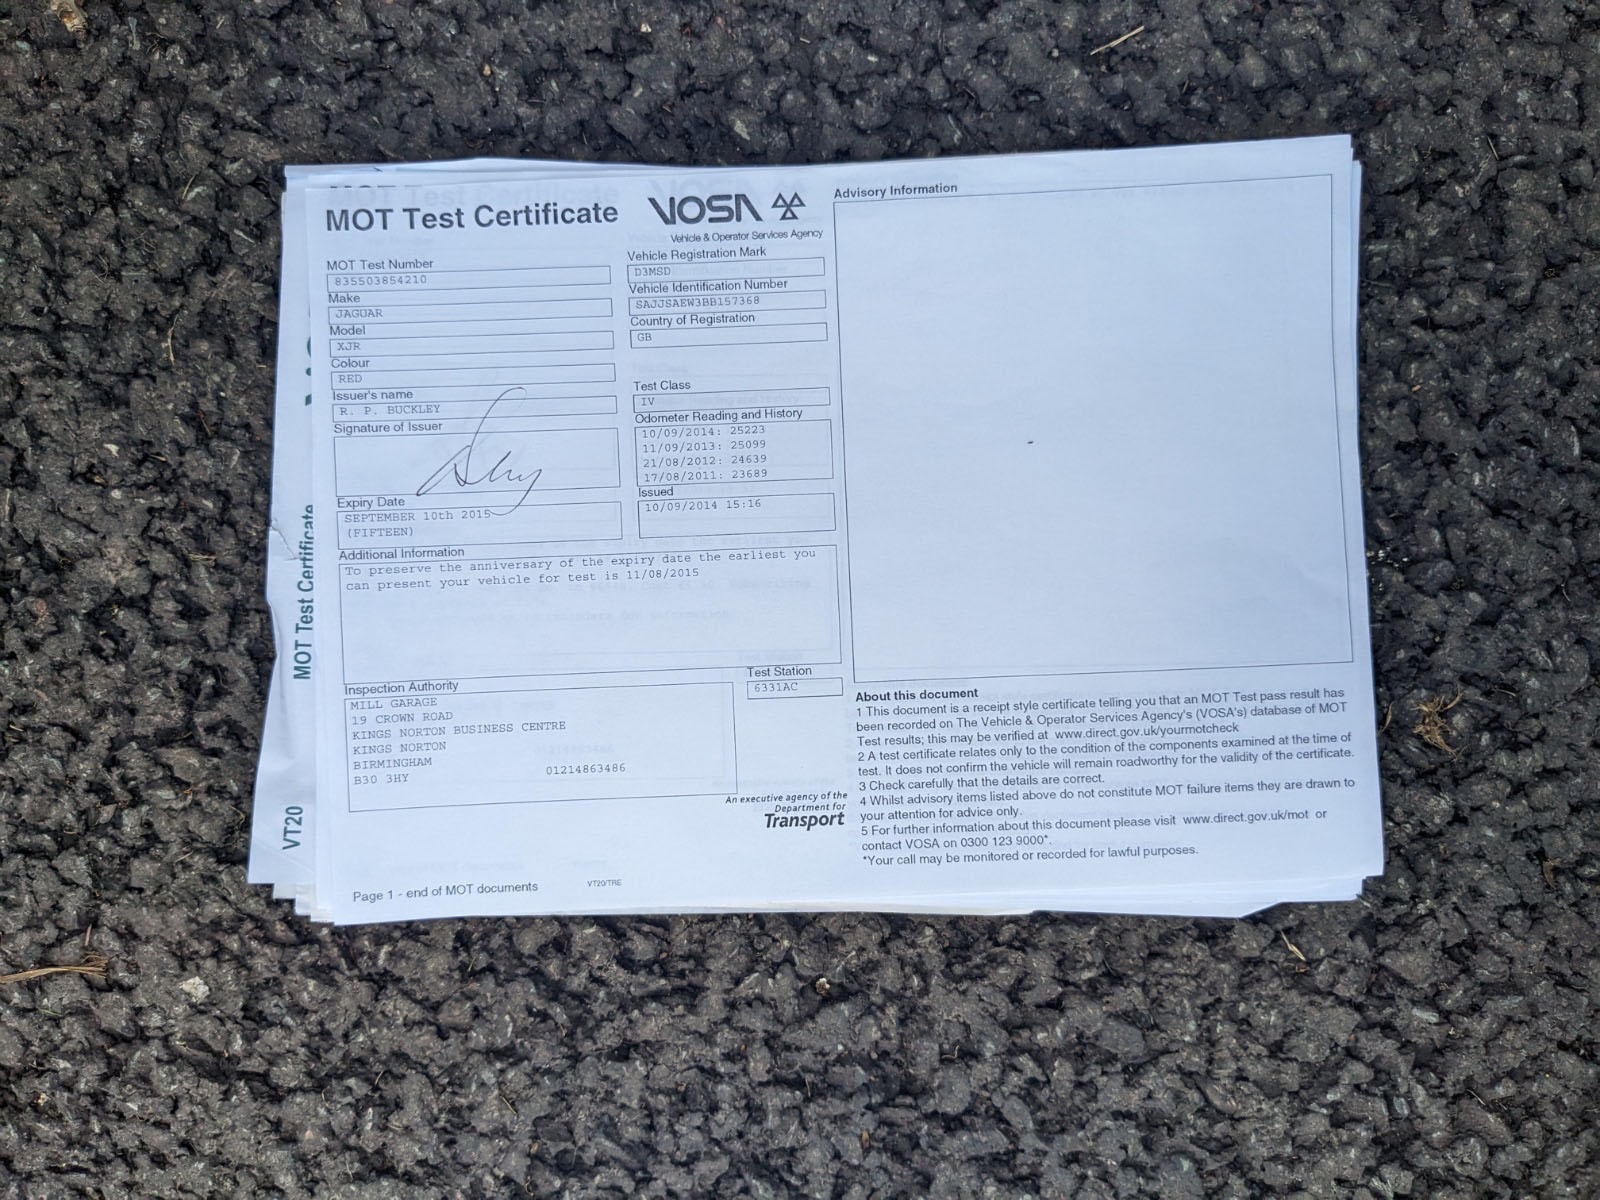 MOT Test Certificate
VOSA
Vehicle & Operator Services Agency
MOT Test Number
835503854210
Make
JAGUAR
Model
XJR
Colour
RED
Issuer's name
R. P. BUCKLEY
Signature of Issuer
Expiry Date
SEPTEMBER 10th 2015
(FIFTEEN)
Vehicle Registration Mark
D3MSD
Vehicle Identification Number
SAJJSAEW3BB157368
Country of Registration
GB
Test Class
IV
Odometer Reading and History
10/09/2014: 25223
11/09/2013: 25099
21/08/2012: 24639
17/08/2011: 23689
Issued
10/09/2014 15:16
Additional Information
To preserve the anniversary of the expiry date the earliest you
can present your vehicle for test is 11/08/2015
Inspection Authority
MILL GARAGE
19 CROWN ROAD
KINGS NORTON BUSINESS CENTRE
KINGS NORTON
BIRMINGHAM
B30 3HY 01214863486
Test Station
6331AC
An executive agency of the
Department for
Transport
Page 1 - end of MOT documents
VT20/TRE
Advisory Information
About this document
1 This document is a receipt style certificate telling you that an MOT Test pass result has
been recorded on The Vehicle & Operator Services Agency's (VOSA's) database of MOT
Test results; this may be verified at www.direct.gov.uk/yourmotcheck
2 A test certificate relates only to the condition of the components examined at the time of
test. It does not confirm the vehicle will remain roadworthy for the validity of the certificate.
3 Check carefully that the details are correct.
4 Whilst advisory items listed above do not constitute MOT failure items they are drawn to
your attention for advice only.
5 For further information about this document please visit www.direct.gov.uk/mot or
contact VOSA on 0300 123 9000*.
*Your call may be monitored or recorded for lawful purposes.
MOT Test Certificate
VT20